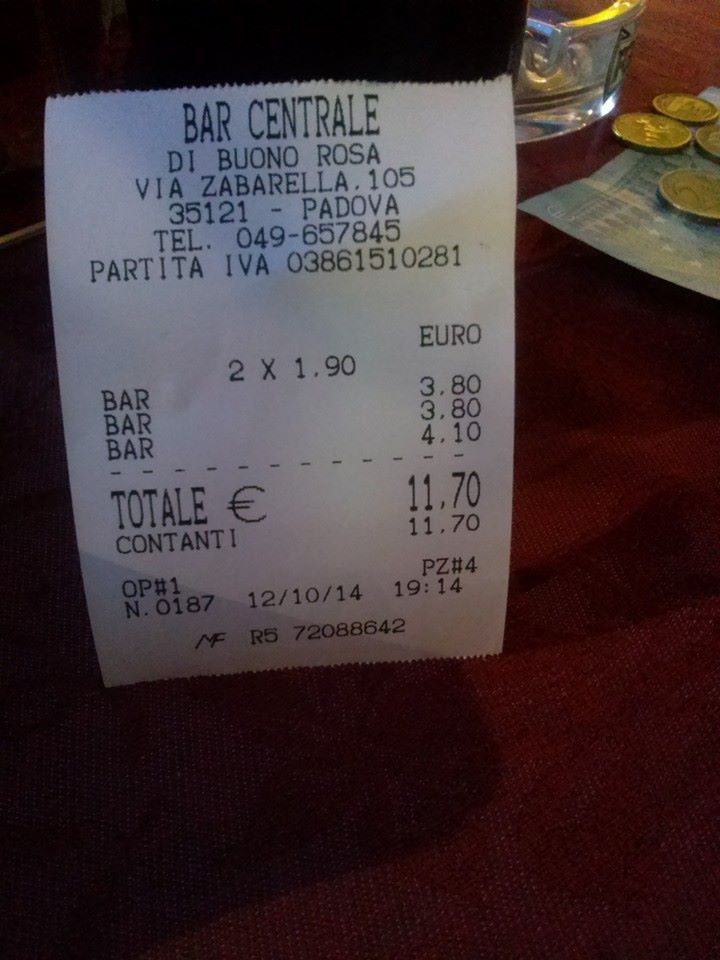 BAR CENTRALE
DI BUONO ROSA
VIA ZABARELLA.105
35121 - PADOVA
TEL. 049-657845
PARTITA IVA 03861510281
EURO
2 X 1.90
BAR 3.80
BAR 3.80
BAR 4.10
TOTALE € 11,70
CONTANTI 11.70
PZ#4
OP#1
N.0187 12/10/14 19:14
MF R5 72088642